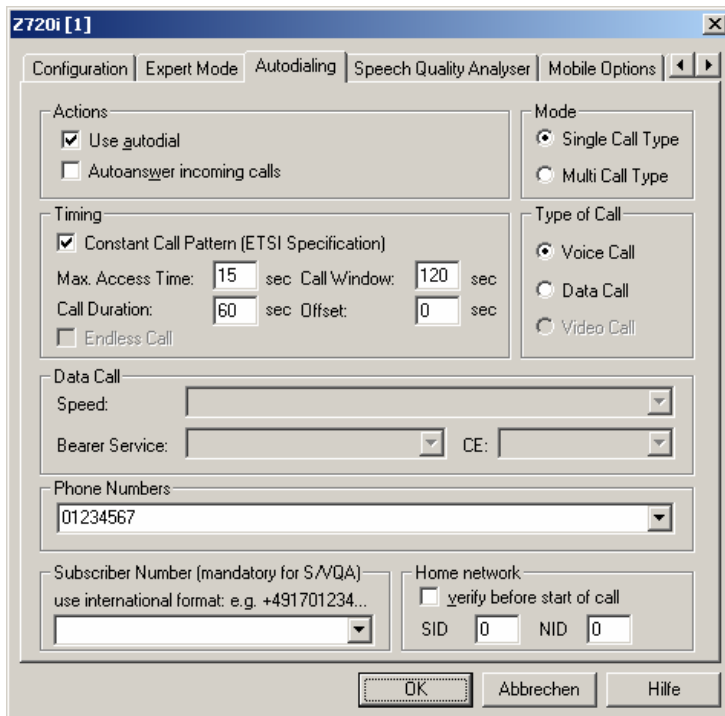 Z720i [1]
Configuration Expert Mode Autodialing Speech Quality Analyser Mobile Options
Actions
Use autodial
Autoanswer incoming calls
Mode
Single Call Type
Multi Call Type
Timing
Constant Call Pattern (ETSI Specification)
Max. Access Time: 15 sec Call Window: 120 sec
Call Duration: 60 sec Offset: 0 sec
Endless Call
Type of Call
Voice Call
Data Call
Video Call
Data Call
Speed:
Bearer Service: CE:
Phone Numbers
01234567
Subscriber Number (mandatory for S/VQA)
use international format: e.g. +491701234...
Home network
verify before start of call
SID 0 NID 0
OK Abbrechen Hilfe